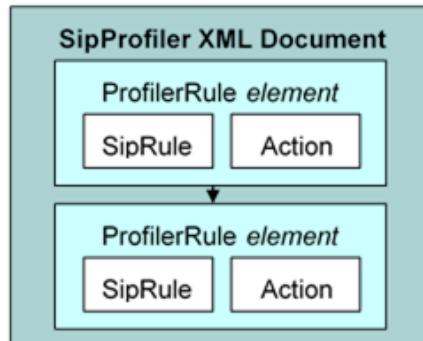 SipProfiler XML Document
ProfilerRule element
SipRule Action
ProfilerRule element
SipRule Action